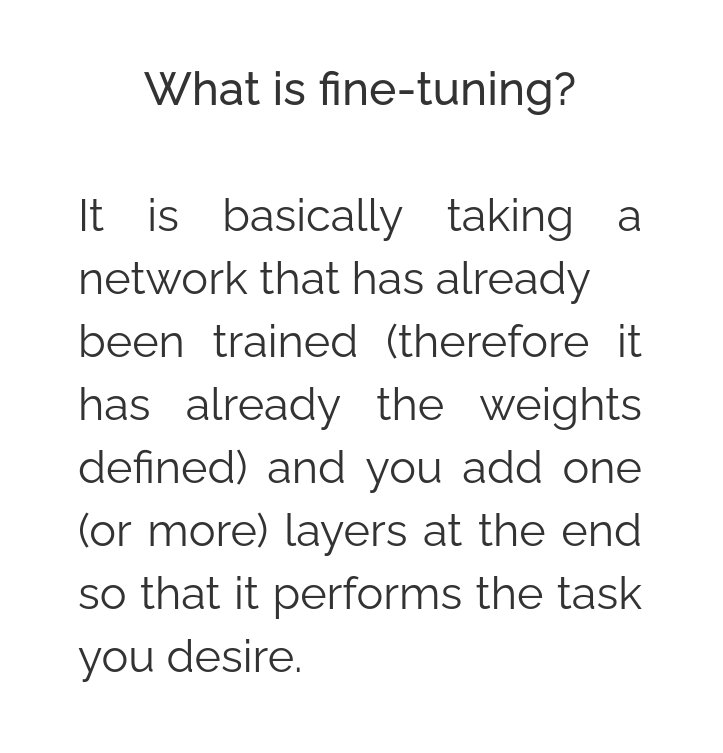 What is fine-tuning?
It is basically taking a
network that has already
been trained (therefore it
has already the weights
defined) and you add one
(or more) layers at the end
so that it performs the task
you desire.